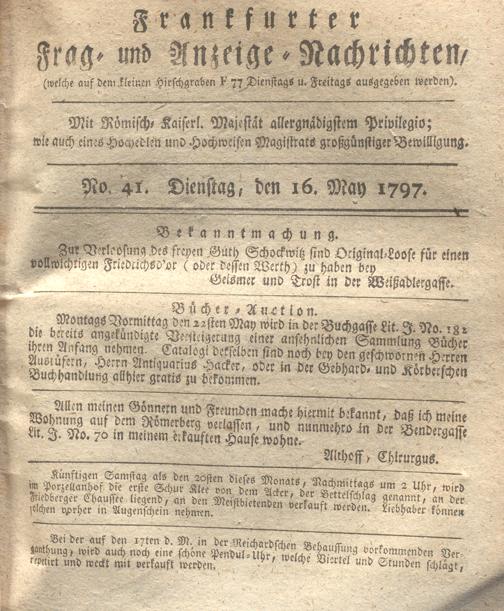 Frankfurter
Frag- und Anzeige-Nachrichten,
(welche auf dem kleinen Hirschgraben F 77 Dienstags u. Freitags ausgegeben werden).
Mit Römisch-Kaiserl. Majestät allergnädigstem Privilegio;
wie auch eines Hochedlen und Hochweisen Magistrats großgünstiger Bewilligung.
No. 41. Dienstag, den 16. May 1797.
Bekanntmachung.
Zur Verloosung des freyen Guth Schockwitz sind Original-Loose für einen
vollwichtigen Friedrichsd'or (oder dessen Werth) zu haben bey
Geismer und Trost in der Weißadlergasse.
Bücher-Auction.
Montags Vormittag den 22sten May wird in der Buchgasse Lit. J. No. 182
die bereits angekündigte Versteigerung einer ansehnlichen Sammlung Bücher
ihren Anfang nehmen. Catalogi derselben sind noch bey den geschwornen Herren
Ausrüfern, Herrn Antiquarius Hacker, oder in der Gebhard- und Körberschen
Buchhandlung allhier gratis zu bekommen.
Allen meinen Gönnern und Freunden mache hiermit bekannt, daß ich meine
Wohnung auf dem Römerberg verlassen, und nunmehro in der Bendergasse
Lit. J. No. 70 in meinem erkauften Hause wohne.
Althoff, Chirurgus.
Künftigen Samstag als den 20sten dieses Monats, Nachmittags um 2 Uhr, wird
im Porzellanhof die erste Schur Klee von dem Acker, der Bettelschlag genannt, an der
Friedberger Chaussee liegend, an den Meistbietenden verkauft werden. Liebhaber können
solchen vorher in Augenschein nehmen.
Bei der auf den 17ten d. M. in der Reichardschen Behausung vorkommenden Ver-
ganthung, wird auch noch eine schöne Pendul-Uhr, welche Viertel und Stunden schlägt,
repetirt und weckt mit verkauft werden.